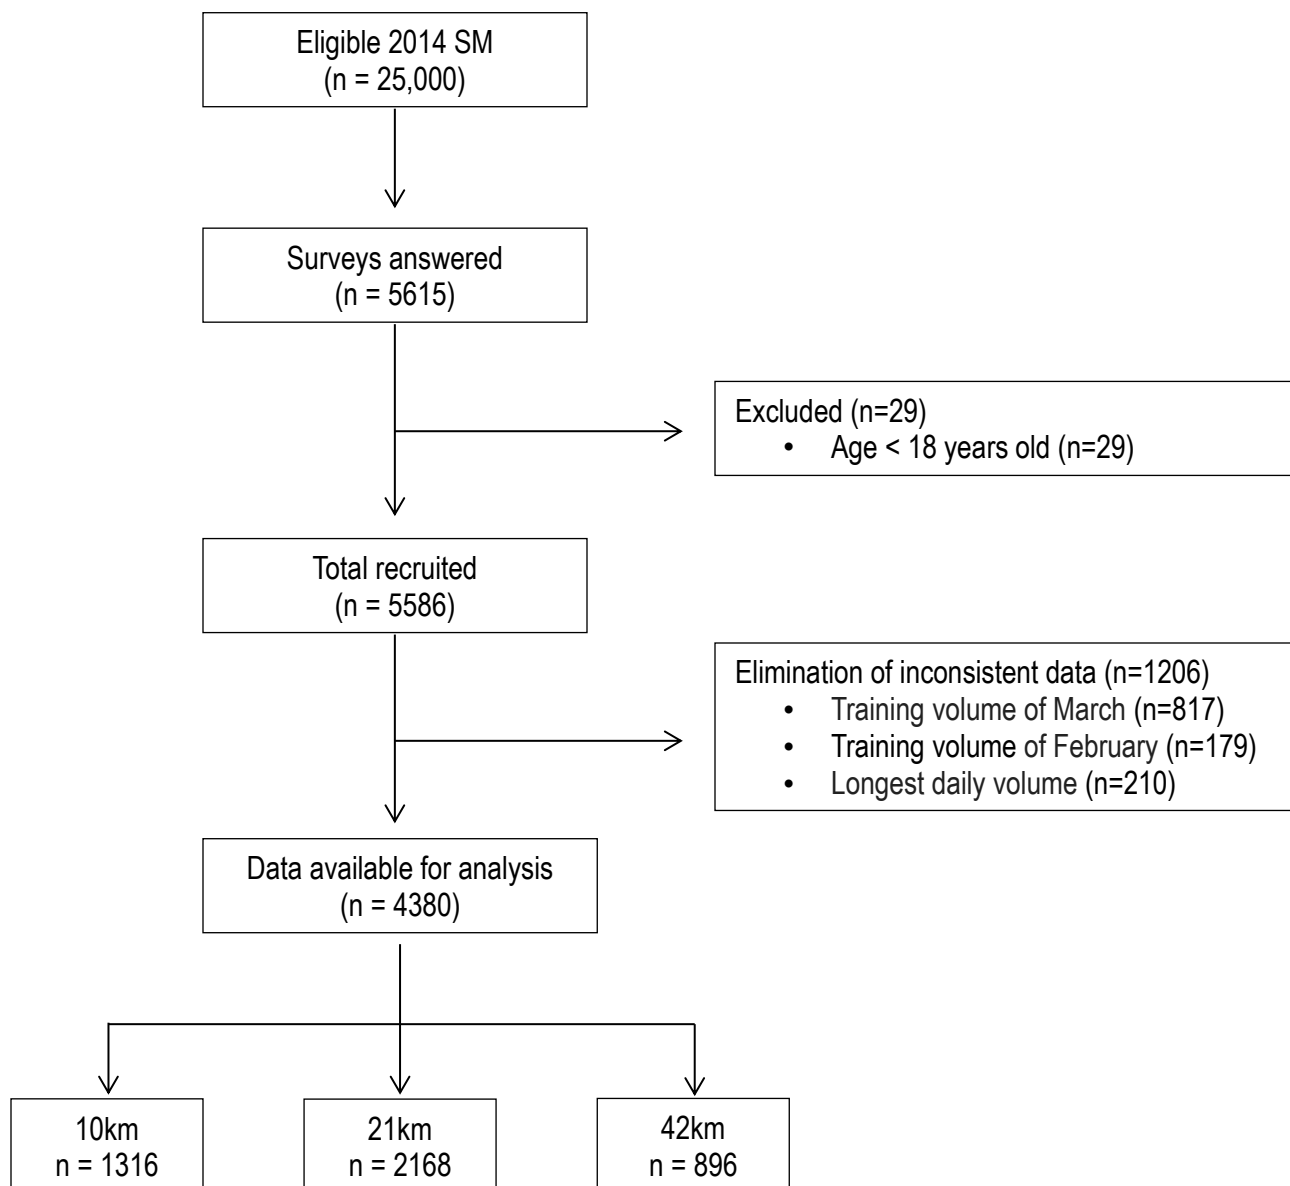 Eligible 2014 SM
(n = 25,000)
Surveys answered
(n = 5615)
Excluded (n=29)
• Age < 18 years old (n=29)
Total recruited
(n = 5586)
Elimination of inconsistent data (n=1206)
• Training volume of March (n=817)
• Training volume of February (n=179)
• Longest daily volume (n=210)
Data available for analysis
(n = 4380)
10km
n = 1316
21km
n = 2168
42km
n = 896